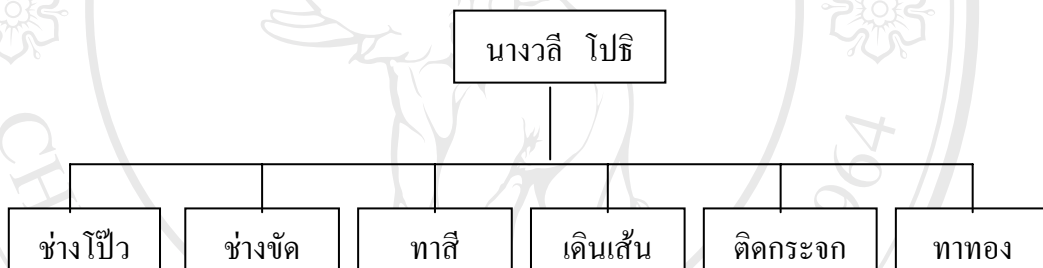 นางวลี โปธิ
ช่างโป๊ว ช่างขัด ทาสี เดินเส้น ติดกระจก ทาทอง
CH
964